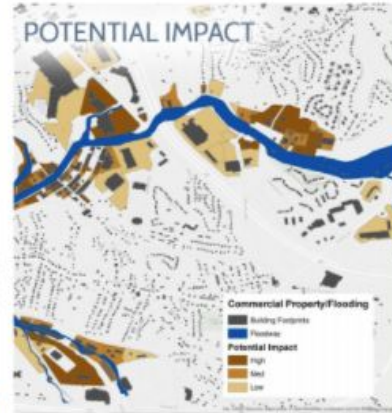 POTENTIAL IMPACT
Commercial Property/Flooding
Building Footprints
Floodway
Potential Impact
High
Med
Low